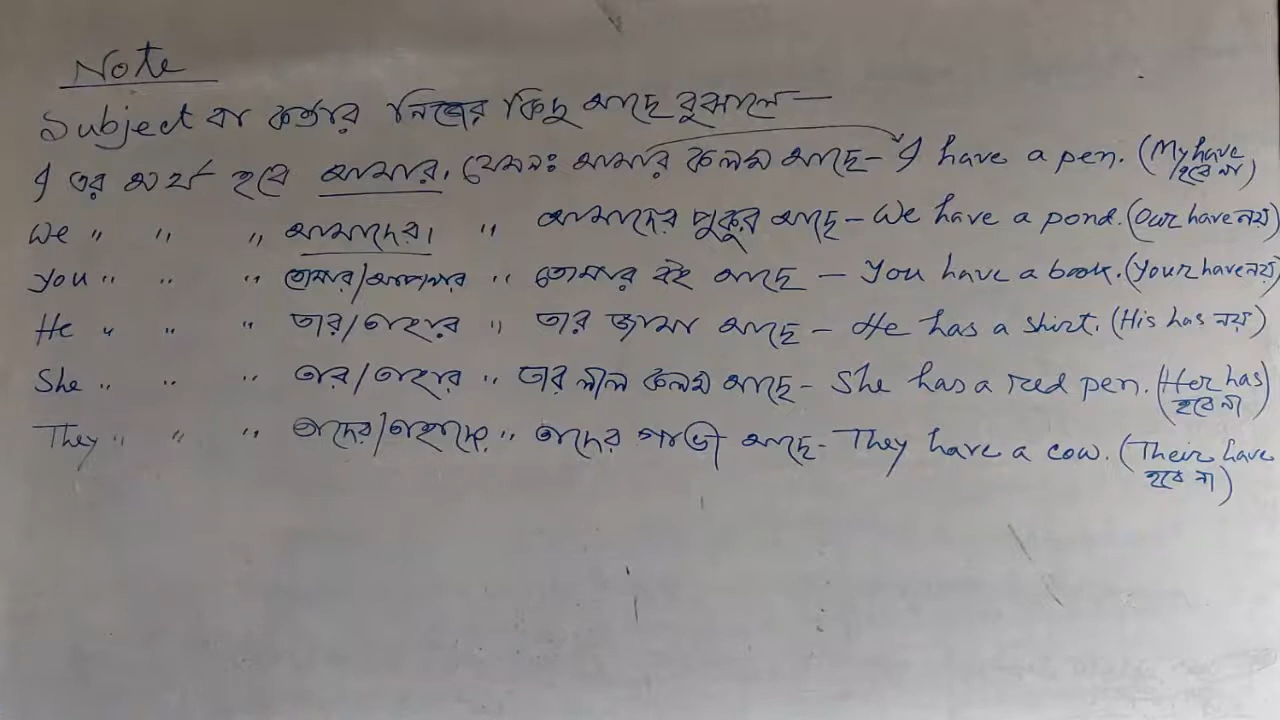 Note
Subject বা কর্তার নিজের কিছু আছে বুঝালে—
I এর অর্থ হবে আমার, যেমনঃ আমার কলম আছে- I have a pen. (My have হবে না)
We " " " আমাদের। " আমাদের পুকুর আছে - We have a pond. (Our have নয়)
You " " " তোমার/আপনার " তোমার বই আছে - You have a book. (Your have নয়)
He " " " তার/তাহার " তার জামা আছে - He has a shirt. (His has নয়)
She " " " তার/তাহার " তার লাল কলম আছে - She has a red pen. (Her has হবে না)
They " " " তাদের/তাহাদের " তাদের গাভী আছে- They have a cow. (Their have হবে না)